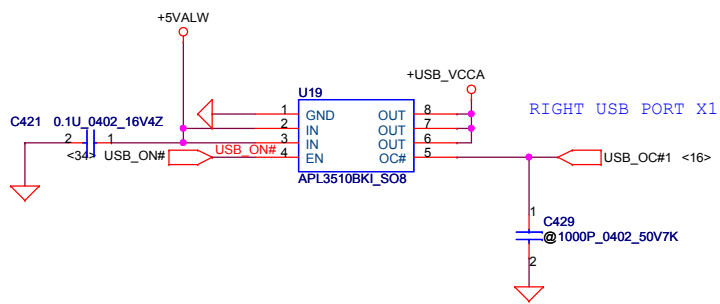 +5VALW
+USB_VCCA
U19
RIGHT USB PORT X1
C421 0.1U_0402_16V4Z
1 GND OUT 8
2 IN OUT 7
3 IN OUT 6
4 EN OC# 5
2 1
<34> USB_ON# USB_ON#
USB_OC#1 <16>
APL3510BKI_SO8
1
C429
@1000P_0402_50V7K
2